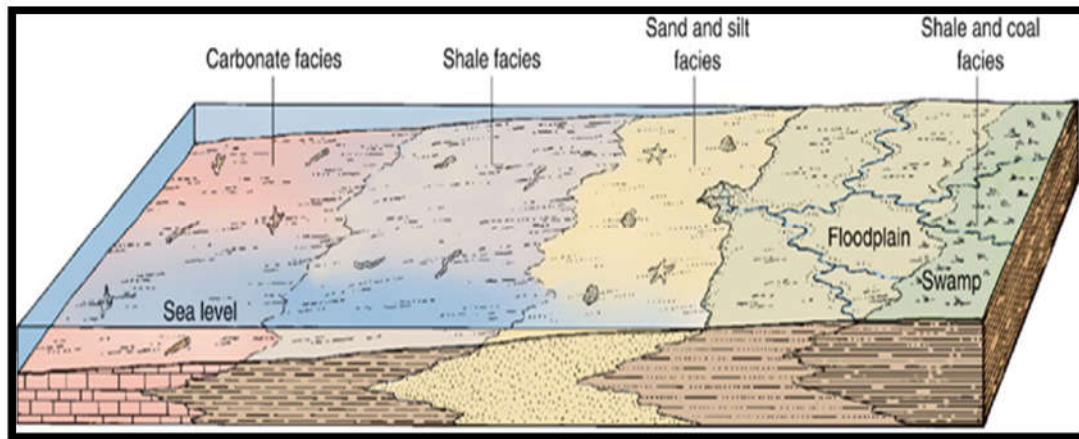 Carbonate facies
Shale facies
Sand and silt
facies
Shale and coal
facies
Floodplain
Swamp
Sea level